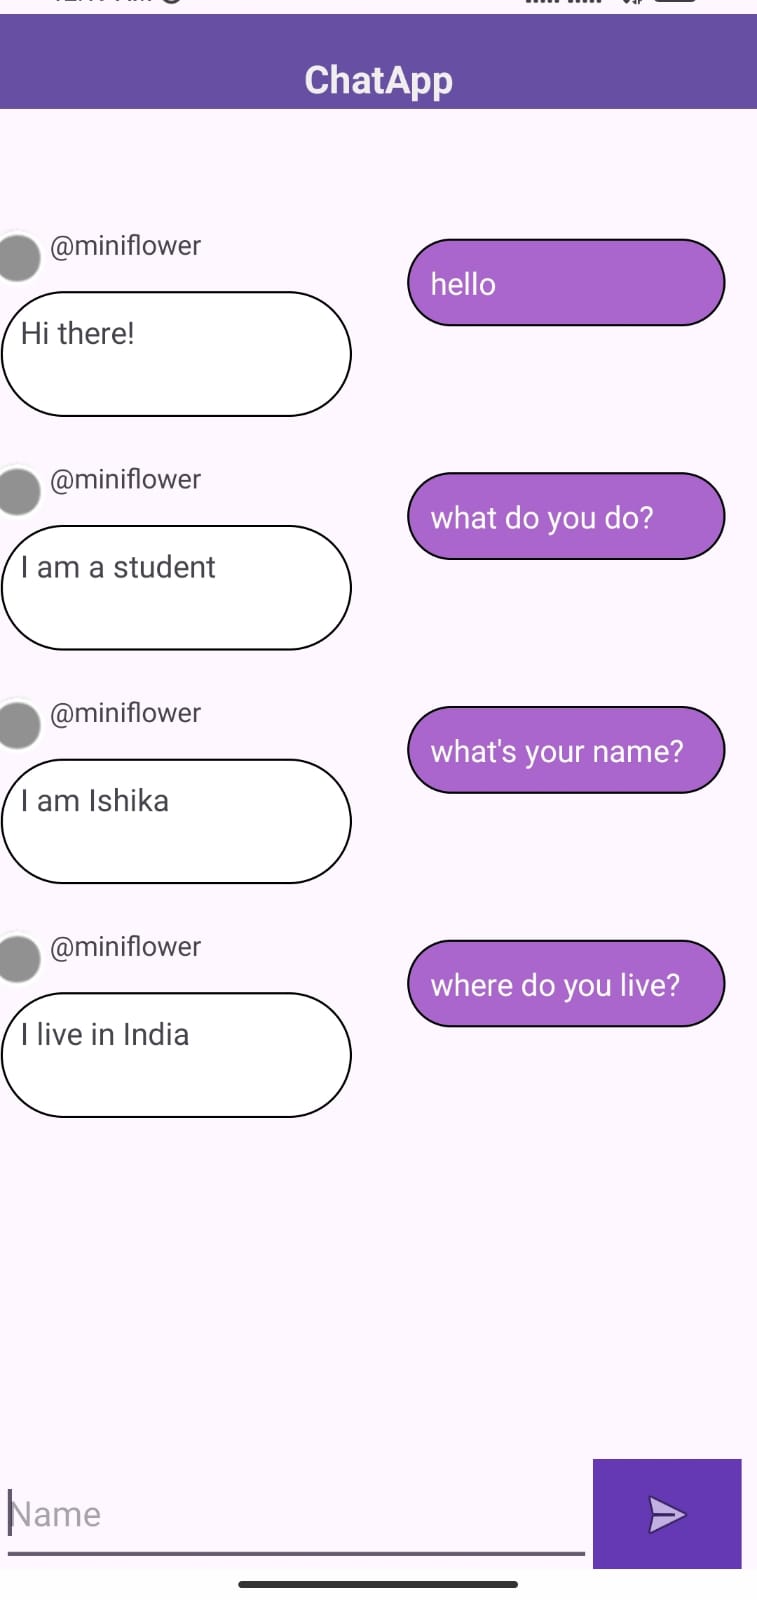 ChatApp
@miniflower
hello
Hi there!
@miniflower
what do you do?
I am a student
@miniflower
what's your name?
I am Ishika
@miniflower
where do you live?
I live in India
Name